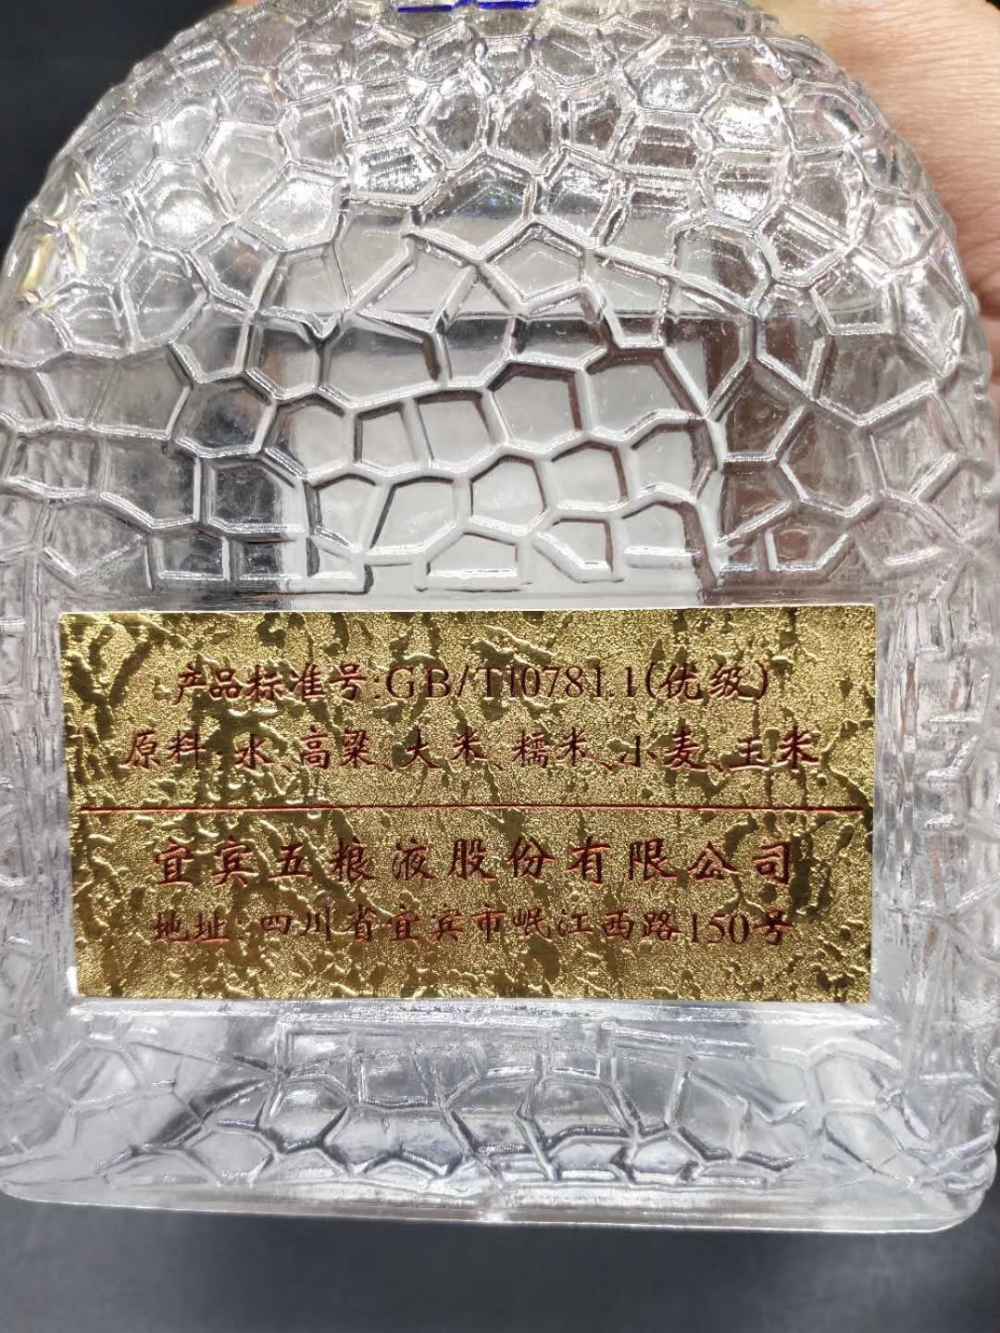 产品标准号:GB/T10781.1(优级)
原料:水、高粱、大米、糯米、小麦、玉米
宜宾五粮液股份有限公司
地址:四川省宜宾市岷江西路150号